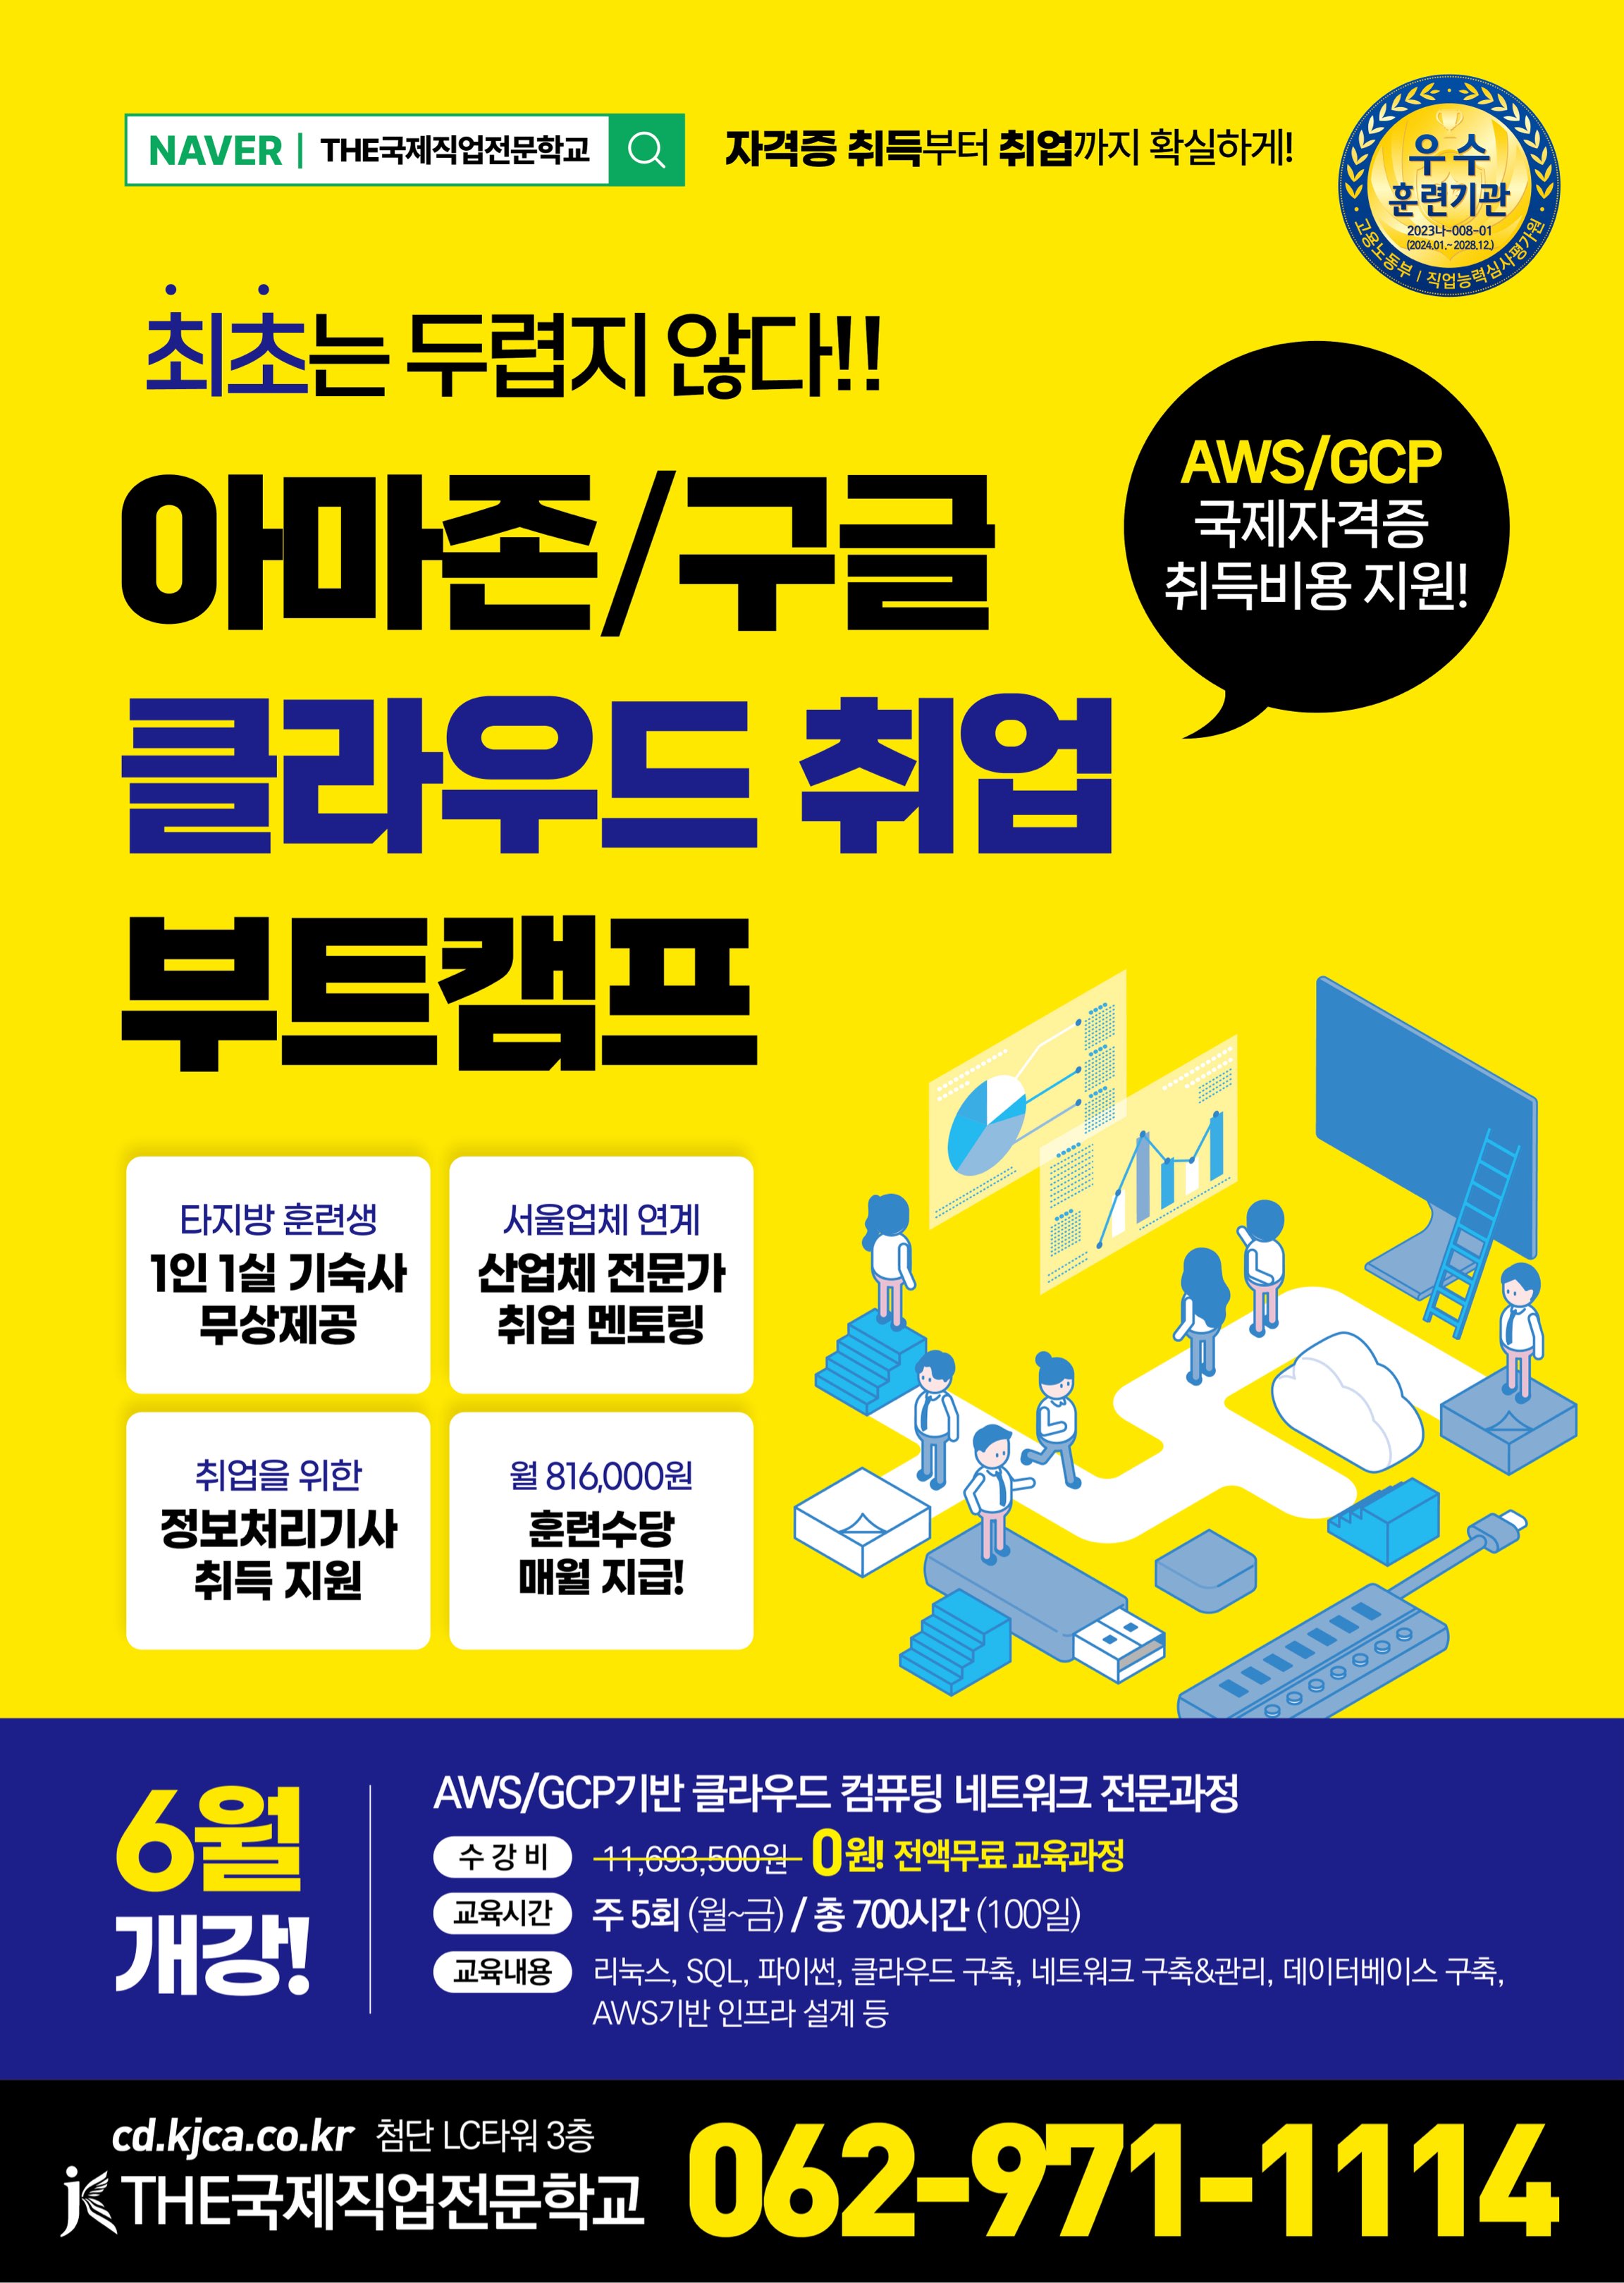 NAVER | THE국제직업전문학교
자격증 취득부터 취업까지 확실하게!
우수
훈련기관
2023나-008-01
(2024.01.~2028.12.)
고용노동부 | 직업능력심사평가원
최초는 두렵지 않다!!
아마존/구글
클라우드 취업
부트캠프
AWS/GCP
국제자격증
취득비용 지원!
타지방 훈련생
1인 1실 기숙사
무상제공
서울업체 연계
산업체 전문가
취업 멘토링
취업을 위한
정보처리기사
취득 지원
월 816,000원
훈련수당
매월 지급!
6월
개강!
AWS/GCP기반 클라우드 컴퓨팅 네트워크 전문과정
수강비 11,693,500원 0원! 전액무료 교육과정
교육시간 주 5회 (월~금) / 총 700시간 (100일)
교육내용 리눅스, SQL, 파이썬, 클라우드 구축, 네트워크 구축&관리, 데이터베이스 구축,
AWS기반 인프라 설계 등
cd.kjca.co.kr 첨단 LC타워 3층
THE국제직업전문학교
062-971-1114